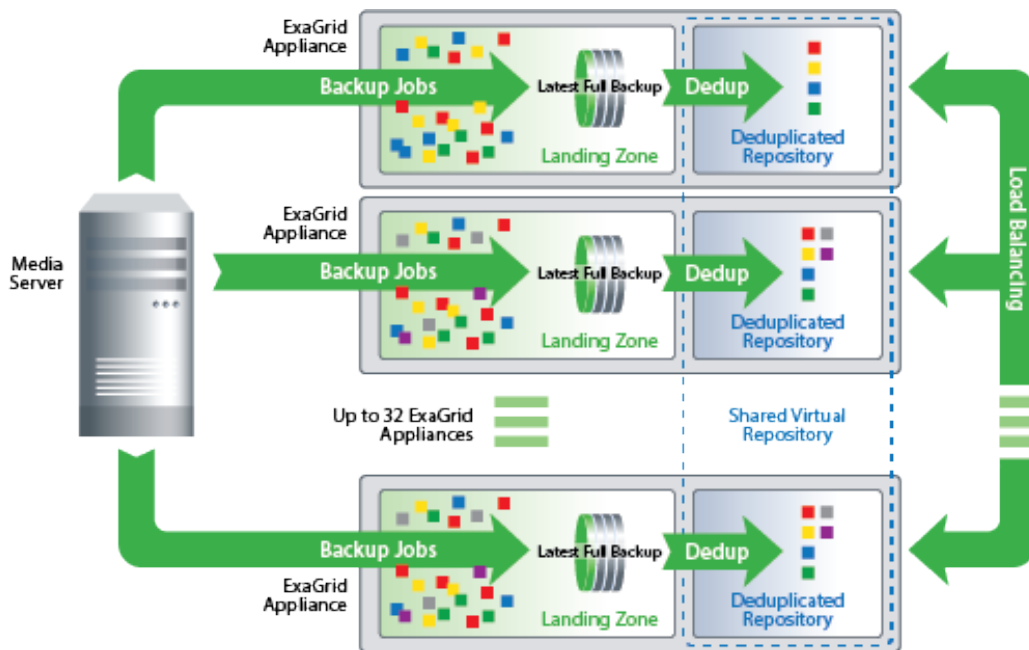 ExaGrid
Appliance
Backup Jobs
Latest Full Backup
Dedup
Landing Zone
Deduplicated
Repository
Media
Server
ExaGrid
Appliance
Backup Jobs
Latest Full Backup
Dedup
Landing Zone
Deduplicated
Repository
Load Balancing
Up to 32 ExaGrid
Appliances
Shared Virtual
Repository
Backup Jobs
Latest Full Backup
Dedup
ExaGrid
Appliance
Landing Zone
Deduplicated
Repository